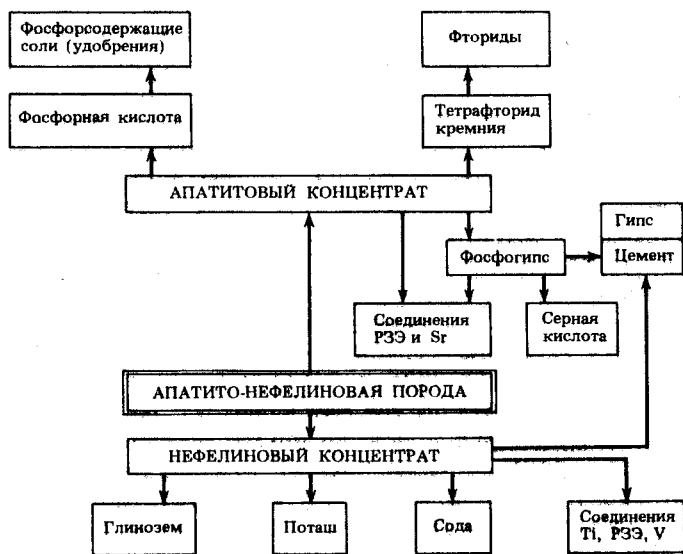 Фосфорсодержащие
соли (удобрения)
Фториды
Фосфорная кислота
Тетрафторид
кремния
АПАТИТОВЫЙ КОНЦЕНТРАТ
Гипс
Фосфогипс
Цемент
Соединения
РЗЭ и Sr
Серная
кислота
АПАТИТО-НЕФЕЛИНОВАЯ ПОРОДА
НЕФЕЛИНОВЫЙ КОНЦЕНТРАТ
Глинозем
Поташ
Сода
Соединения
Ti, РЗЭ, V